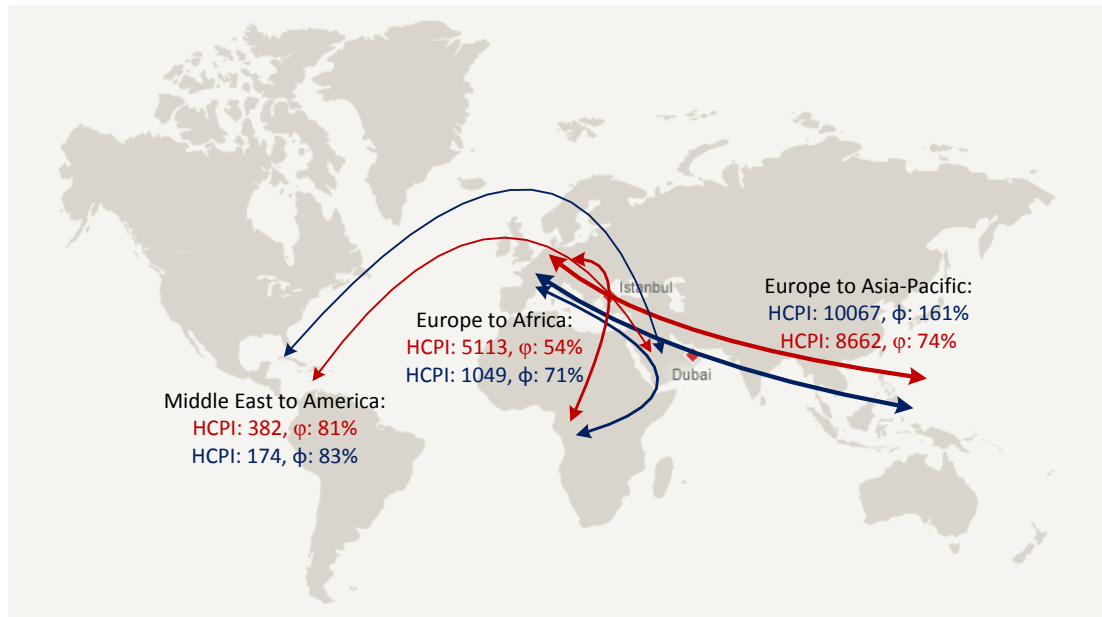 Istanbul
Europe to Asia-Pacific:
HCPI: 10067, ф: 161%
HCPI: 8662, φ: 74%
Europe to Africa:
HCPI: 5113, φ: 54%
HCPI: 1049, ф: 71%
Dubai
Middle East to America:
HCPI: 382, φ: 81%
HCPI: 174, ф: 83%